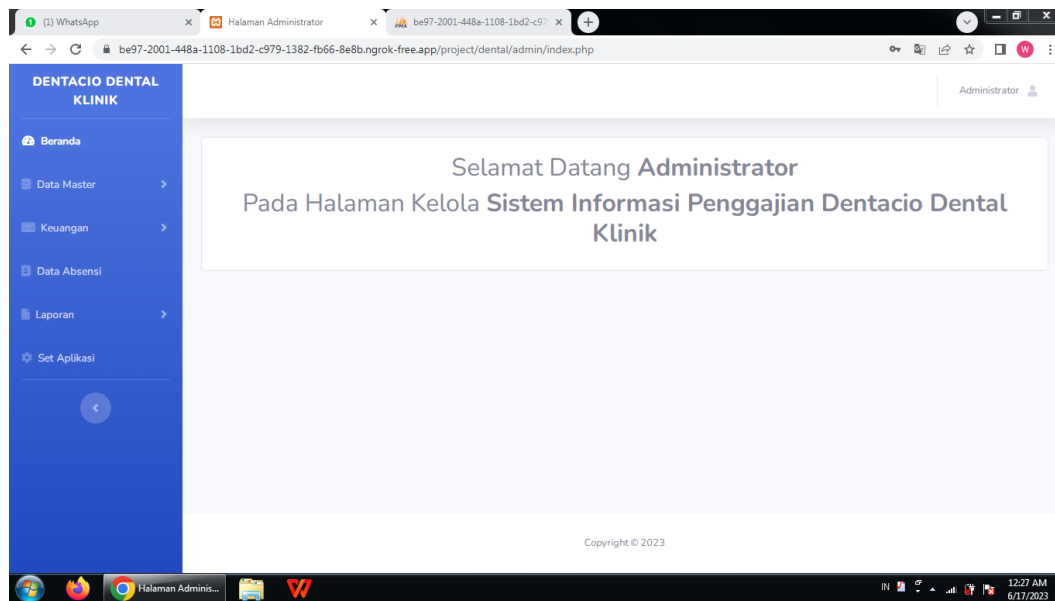 (1) WhatsApp
Halaman Administrator
be97-2001-448a-1108-1bd2-c97
be97-2001-448a-1108-1bd2-c979-1382-fb66-8e8b.ngrok-free.app/project/dental/admin/index.php
W
DENTACIO DENTAL
KLINIK
Administrator
Beranda
Data Master
Keuangan
Data Absensi
Laporan
Set Aplikasi
Selamat Datang Administrator
Pada Halaman Kelola Sistem Informasi Penggajian Dentacio Dental
Klinik
Copyright © 2023
Halaman Adminis...
IN
12:27 AM
6/17/2023